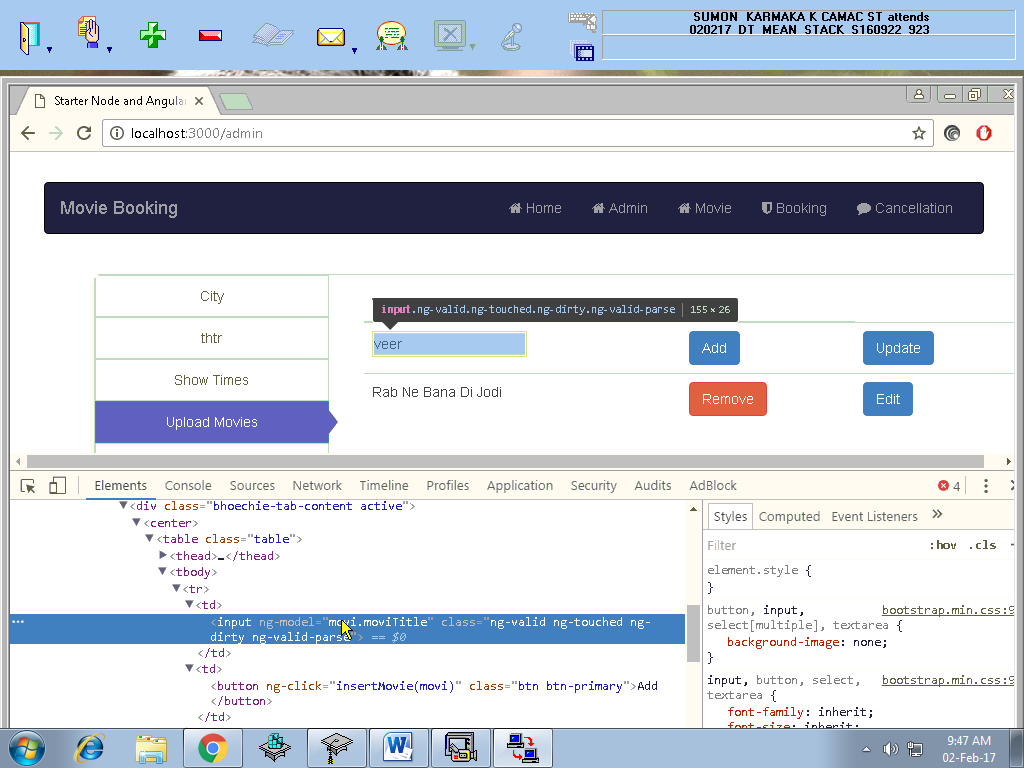 SUMON KARMAKA K CAMAC ST attends
020217 DT MEAN STACK S160922 923
Starter Node and Angula
localhost:3000/admin
Movie Booking
Home
Admin
Movie
Booking
Cancellation
City
input.ng-valid.ng-touched.ng-dirty.ng-valid-parse | 155 × 26
thtr
veer
Add
Update
Show Times
Rab Ne Bana Di Jodi
Remove
Edit
Upload Movies
Elements
Console
Sources
Network
Timeline
Profiles
Application
Security
Audits
AdBlock
4
▼<div class="bhoechie-tab-content active">
▼<center>
▼<table class="table">
▶<thead>…</thead>
▼<tbody>
▼<tr>
▼<td>
<input ng-model="movi.moviTitle" class="ng-valid ng-touched ng-
dirty ng-valid-parse"> == $0
</td>
▼<td>
<button ng-click="insertMovie(movi)" class="btn btn-primary">Add
</button>
</td>
Styles
Computed
Event Listeners
»
Filter
:hov
.cls
element.style {
}
button, input,
bootstrap.min.css:9
select[multiple], textarea {
background-image: none;
}
input, button, select,
bootstrap.min.css:9
textarea {
font-family: inherit;
font-size: inherit;
9:47 AM
02-Feb-17